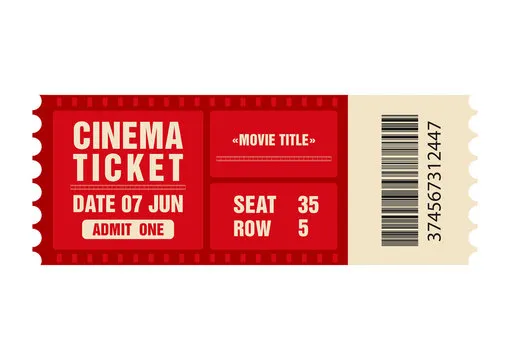 CINEMA
TICKET
DATE 07 JUN
ADMIT ONE
«MOVIE TITLE»
SEAT 35
ROW 5
374567312447